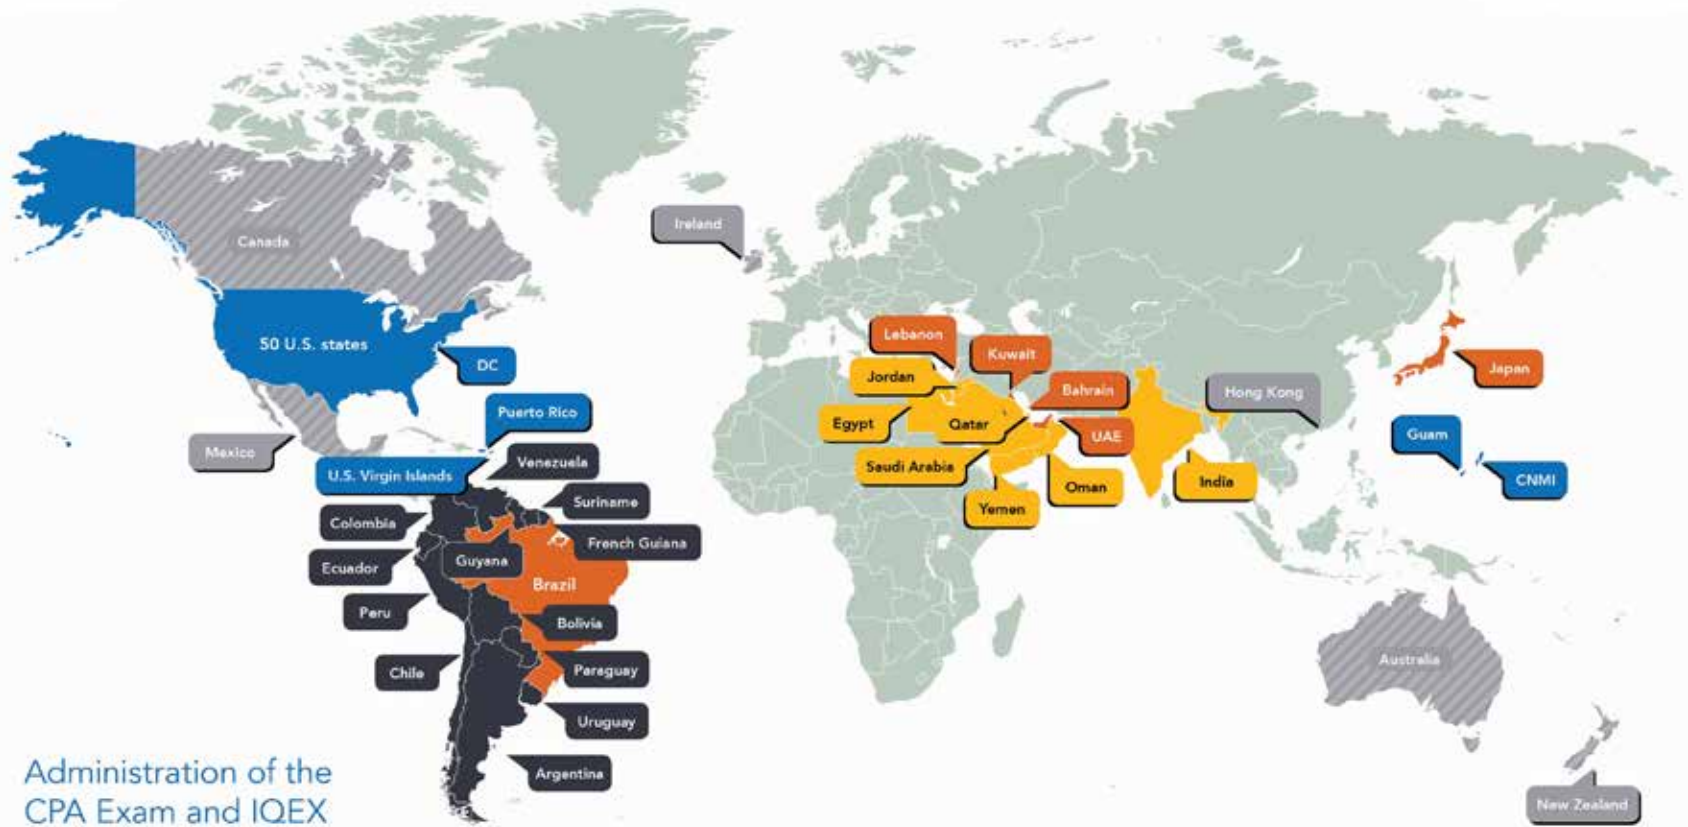 Canada
50 U.S. states
DC
Puerto Rico
Mexico
U.S. Virgin Islands
Venezuela
Suriname
Colombia
French Guiana
Guyana
Ecuador
Brazil
Peru
Bolivia
Chile
Paraguay
Uruguay
Argentina
Ireland
Lebanon
Kuwait
Jordan
Bahrain
Egypt
Qatar
UAE
Saudi Arabia
Oman
Yemen
India
Hong Kong
Japan
Guam
CNMI
Australia
New Zealand
Administration of the
CPA Exam and IQEX